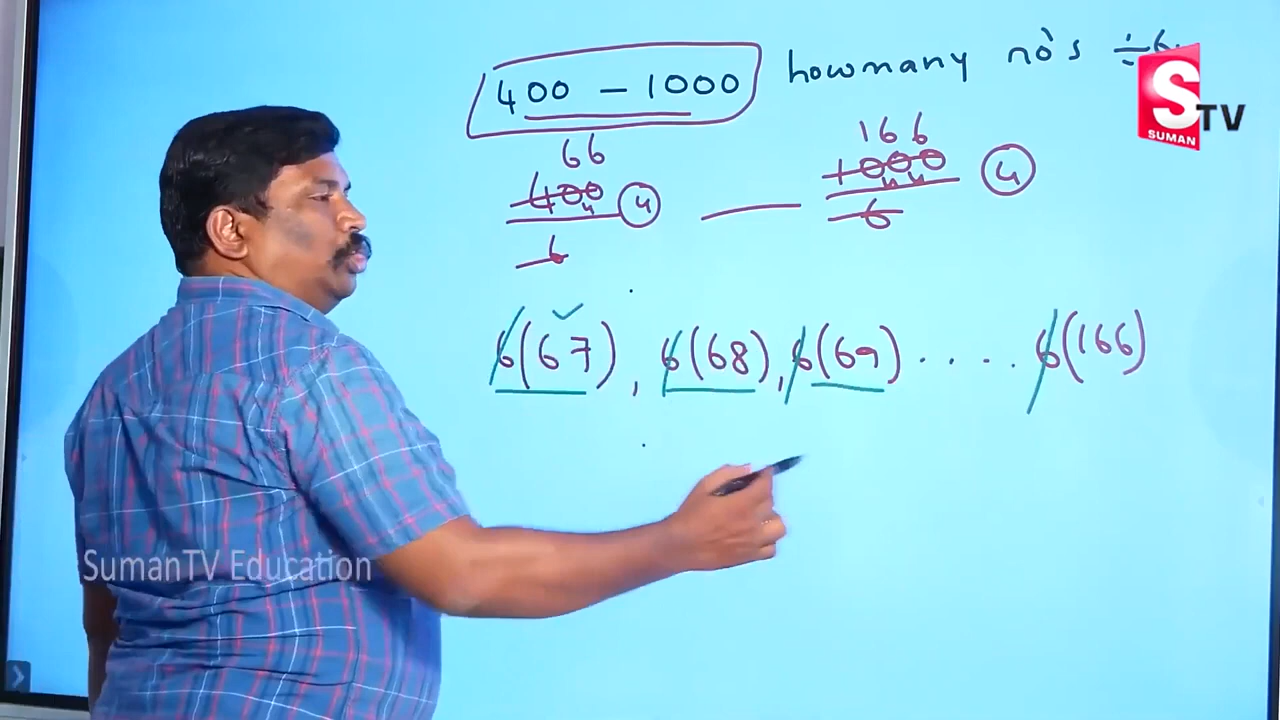 400 – 1000 howmany no's ÷6.
S
TV
SUMAN
66
400 4
6
166
1000 4
6
6(67), 6(68), 6(69) . . . . . 6(166)
SumanTV Education